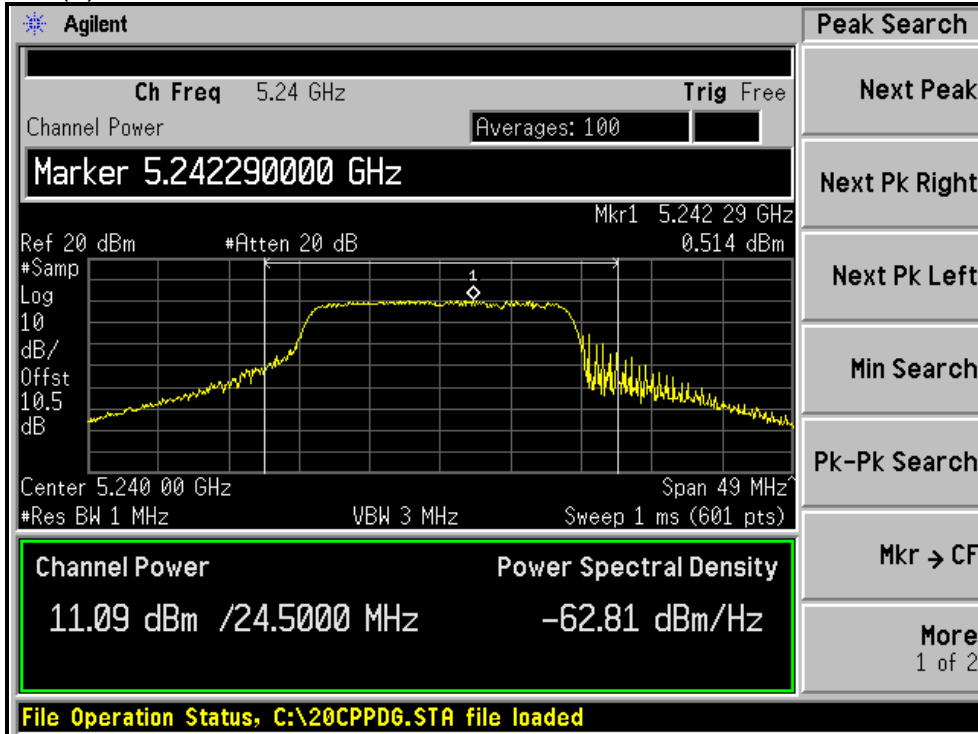 Agilent
Peak Search
Ch Freq 5.24 GHz Trig Free
Channel Power Averages: 100
Marker 5.242290000 GHz
Mkr1 5.242 29 GHz
Ref 20 dBm #Atten 20 dB 0.514 dBm
#Samp
Log
10
dB/
Offst
10.5
dB
1
Center 5.240 00 GHz Span 49 MHz^
#Res BW 1 MHz VBW 3 MHz Sweep 1 ms (601 pts)
Channel Power Power Spectral Density
11.09 dBm /24.5000 MHz -62.81 dBm/Hz
File Operation Status, C:\20CPPDG.STA file loaded
Next Peak
Next Pk Right
Next Pk Left
Min Search
Pk-Pk Search
Mkr → CF
More
1 of 2